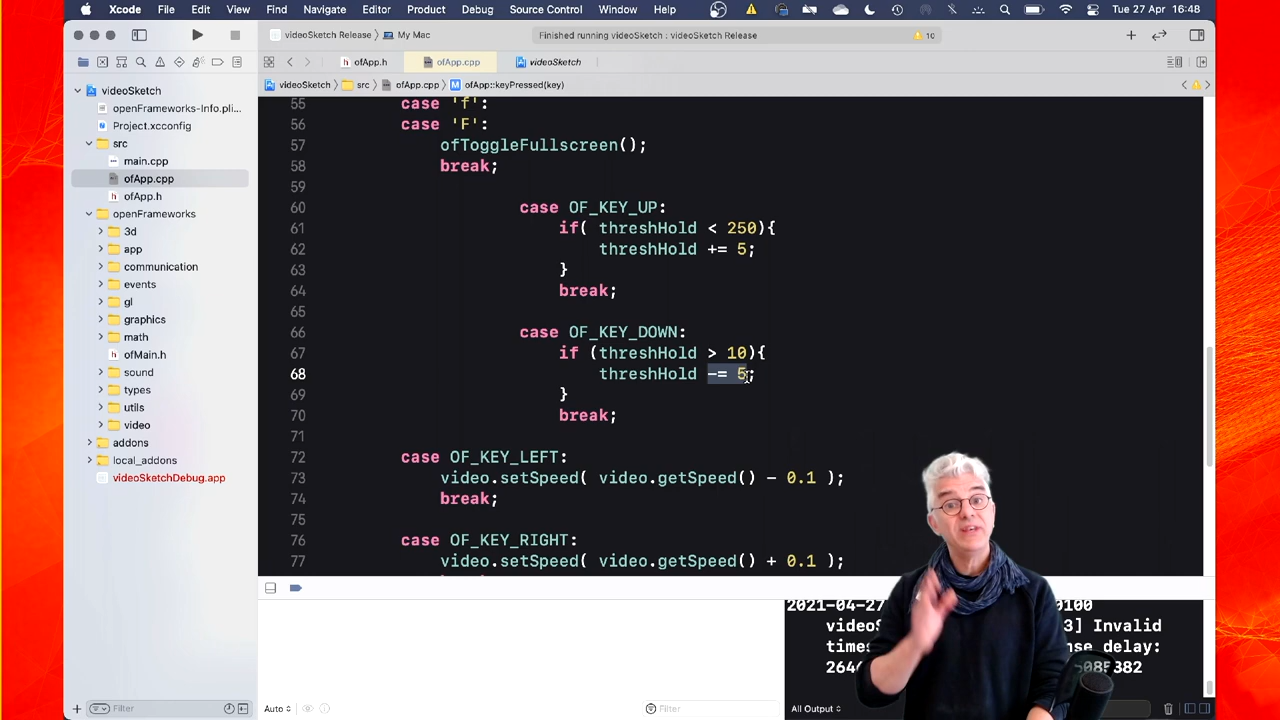 Xcode File Edit View Find Navigate Editor Product Debug Source Control Window Help Tue 27 Apr 16:48
videoSketch Release My Mac Finished running videoSketch : videoSketch Release 10
ofApp.h ofApp.cpp videoSketch
videoSketch src ofApp.cpp ofApp::keyPressed(key)
videoSketch
openFrameworks-Info.pli...
Project.xcconfig
src
main.cpp
ofApp.cpp
ofApp.h
openFrameworks
3d
app
communication
events
gl
graphics
math
ofMain.h
sound
types
utils
video
addons
local_addons
videoSketchDebug.app
55 case 'f':
56 case 'F':
57 ofToggleFullscreen();
58 break;
59
60 case OF_KEY_UP:
61 if( threshHold < 250){
62 threshHold += 5;
63 }
64 break;
65
66 case OF_KEY_DOWN:
67 if (threshHold > 10){
68 threshHold -= 5;
69 }
70 break;
71
72 case OF_KEY_LEFT:
73 video.setSpeed( video.getSpeed() - 0.1 );
74 break;
75
76 case OF_KEY_RIGHT:
77 video.setSpeed( video.getSpeed() + 0.1 );
2021-04-27 0100
3] Invalid
nse delay:
Filter
Auto
Filter
All Output